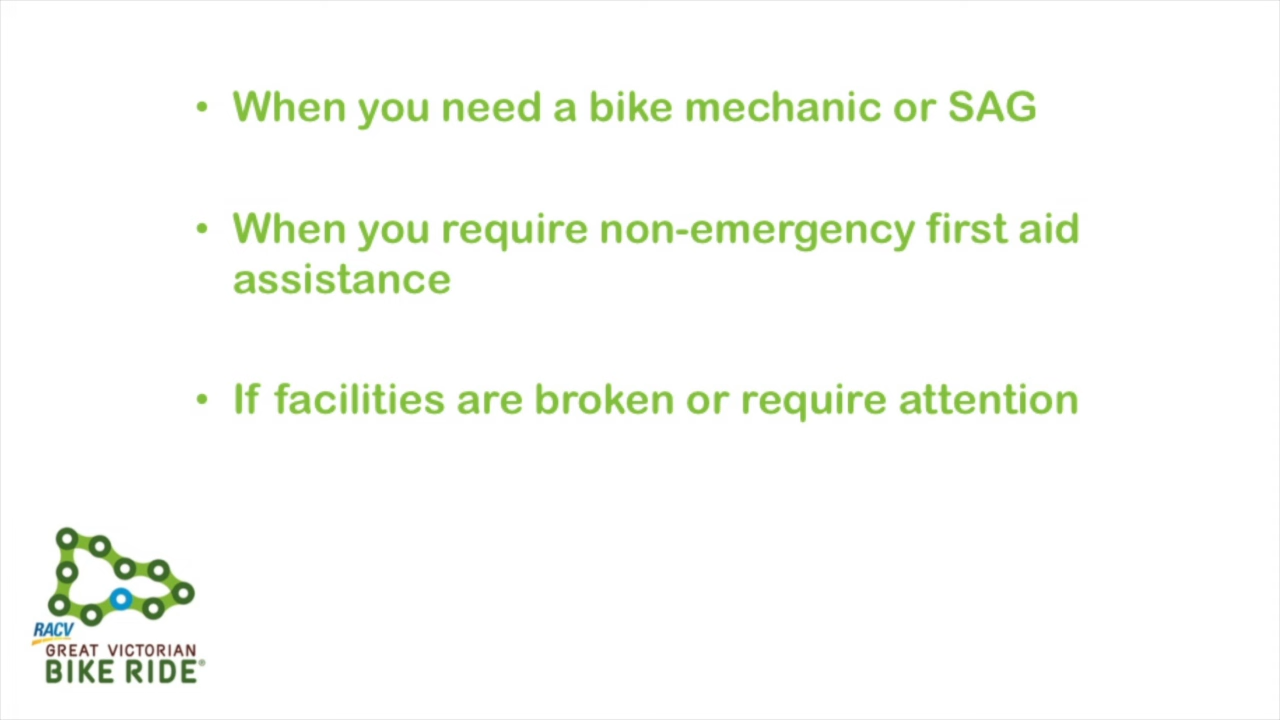 • When you need a bike mechanic or SAG
• When you require non-emergency first aid
assistance
• If facilities are broken or require attention
RACV
GREAT VICTORIAN
BIKE RIDE®